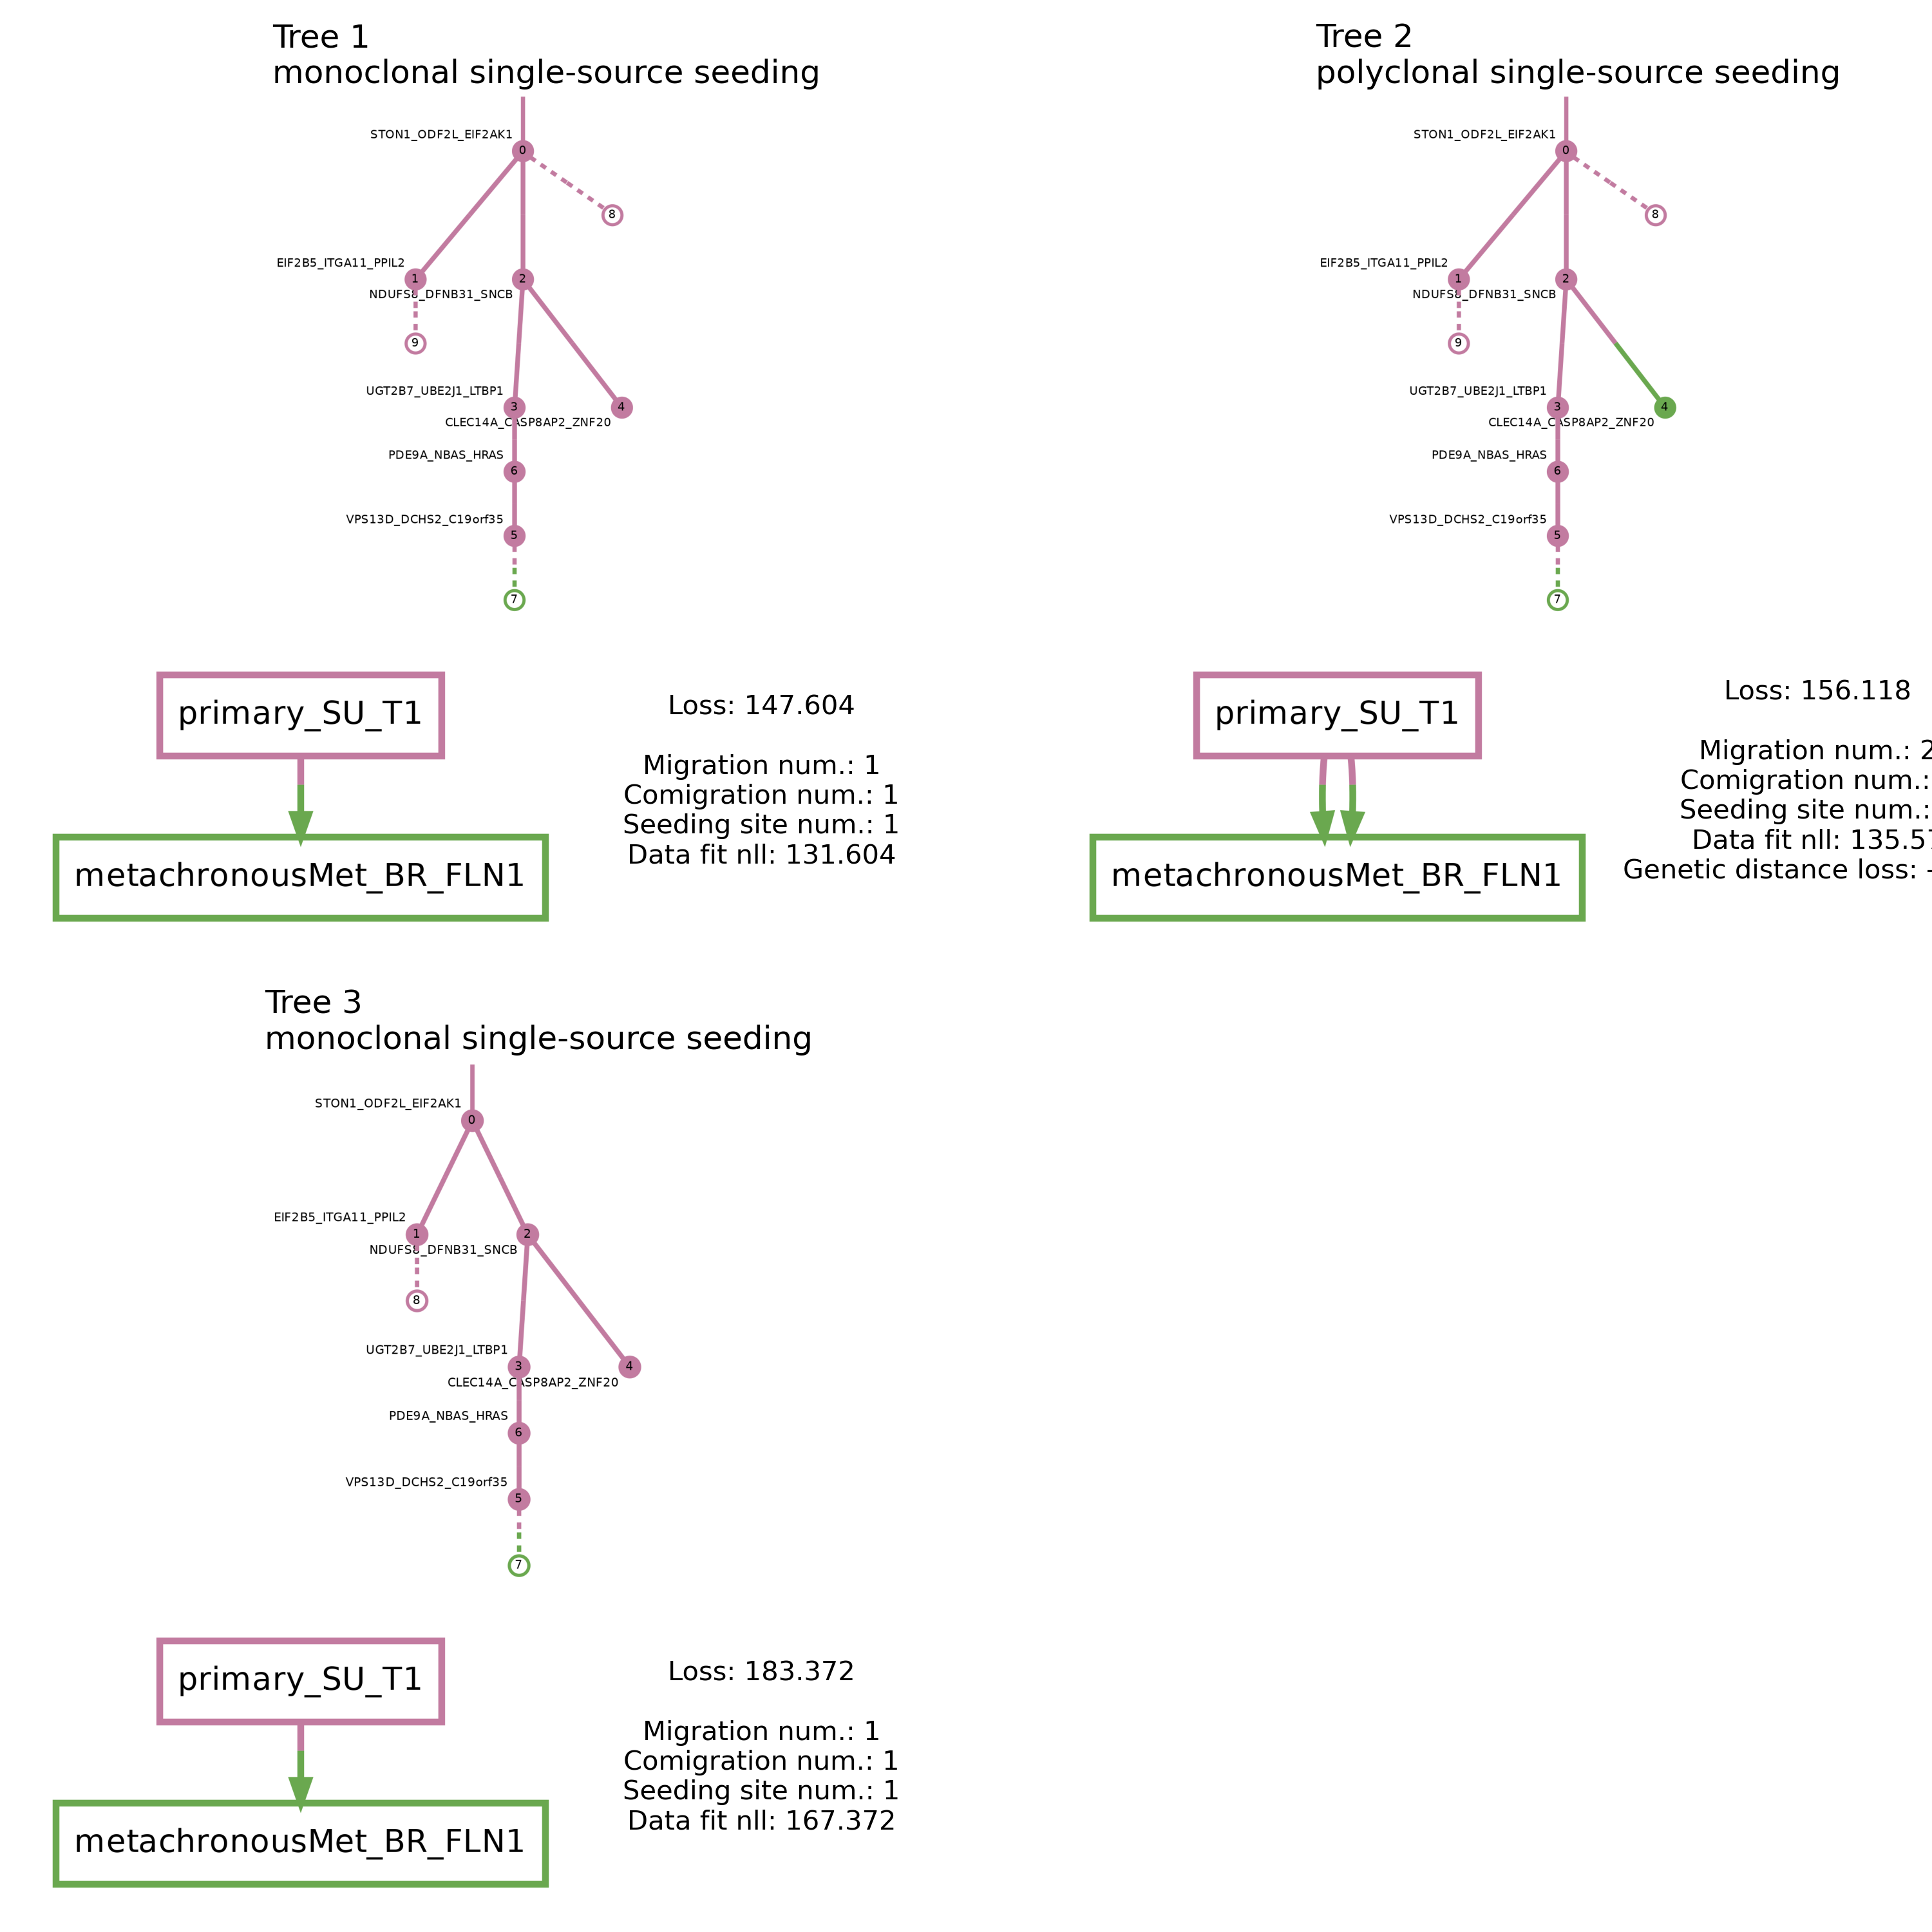 Tree 1
monoclonal single-source seeding
STON1_ODF2L_EIF2AK1
0
8
EIF2B5_ITGA11_PPIL2
1
2
NDUFS8_DFNB31_SNCB
9
UGT2B7_UBE2J1_LTBP1
3
4
CLEC14A_CASP8AP2_ZNF20
PDE9A_NBAS_HRAS
6
VPS13D_DCHS2_C19orf35
5
7
primary_SU_T1
metachronousMet_BR_FLN1
Loss: 147.604
Migration num.: 1
Comigration num.: 1
Seeding site num.: 1
Data fit nll: 131.604
Tree 2
polyclonal single-source seeding
STON1_ODF2L_EIF2AK1
0
8
EIF2B5_ITGA11_PPIL2
1
2
NDUFS8_DFNB31_SNCB
9
UGT2B7_UBE2J1_LTBP1
3
4
CLEC14A_CASP8AP2_ZNF20
PDE9A_NBAS_HRAS
6
VPS13D_DCHS2_C19orf35
5
7
primary_SU_T1
metachronousMet_BR_FLN1
Loss: 156.118
Migration num.: 2
Comigration num.:
Seeding site num.:
Data fit nll: 135.57
Genetic distance loss: -
Tree 3
monoclonal single-source seeding
STON1_ODF2L_EIF2AK1
0
EIF2B5_ITGA11_PPIL2
1
2
NDUFS8_DFNB31_SNCB
8
UGT2B7_UBE2J1_LTBP1
3
4
CLEC14A_CASP8AP2_ZNF20
PDE9A_NBAS_HRAS
6
VPS13D_DCHS2_C19orf35
5
7
primary_SU_T1
metachronousMet_BR_FLN1
Loss: 183.372
Migration num.: 1
Comigration num.: 1
Seeding site num.: 1
Data fit nll: 167.372